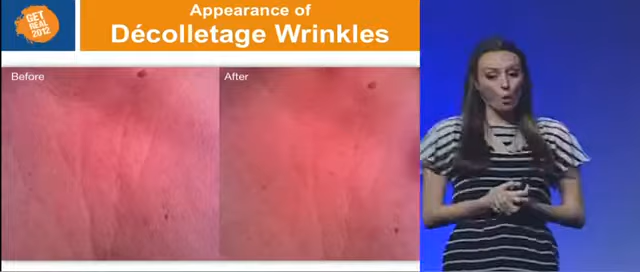 GET
REAL
2012
Appearance of
Décolletage Wrinkles
Before
After